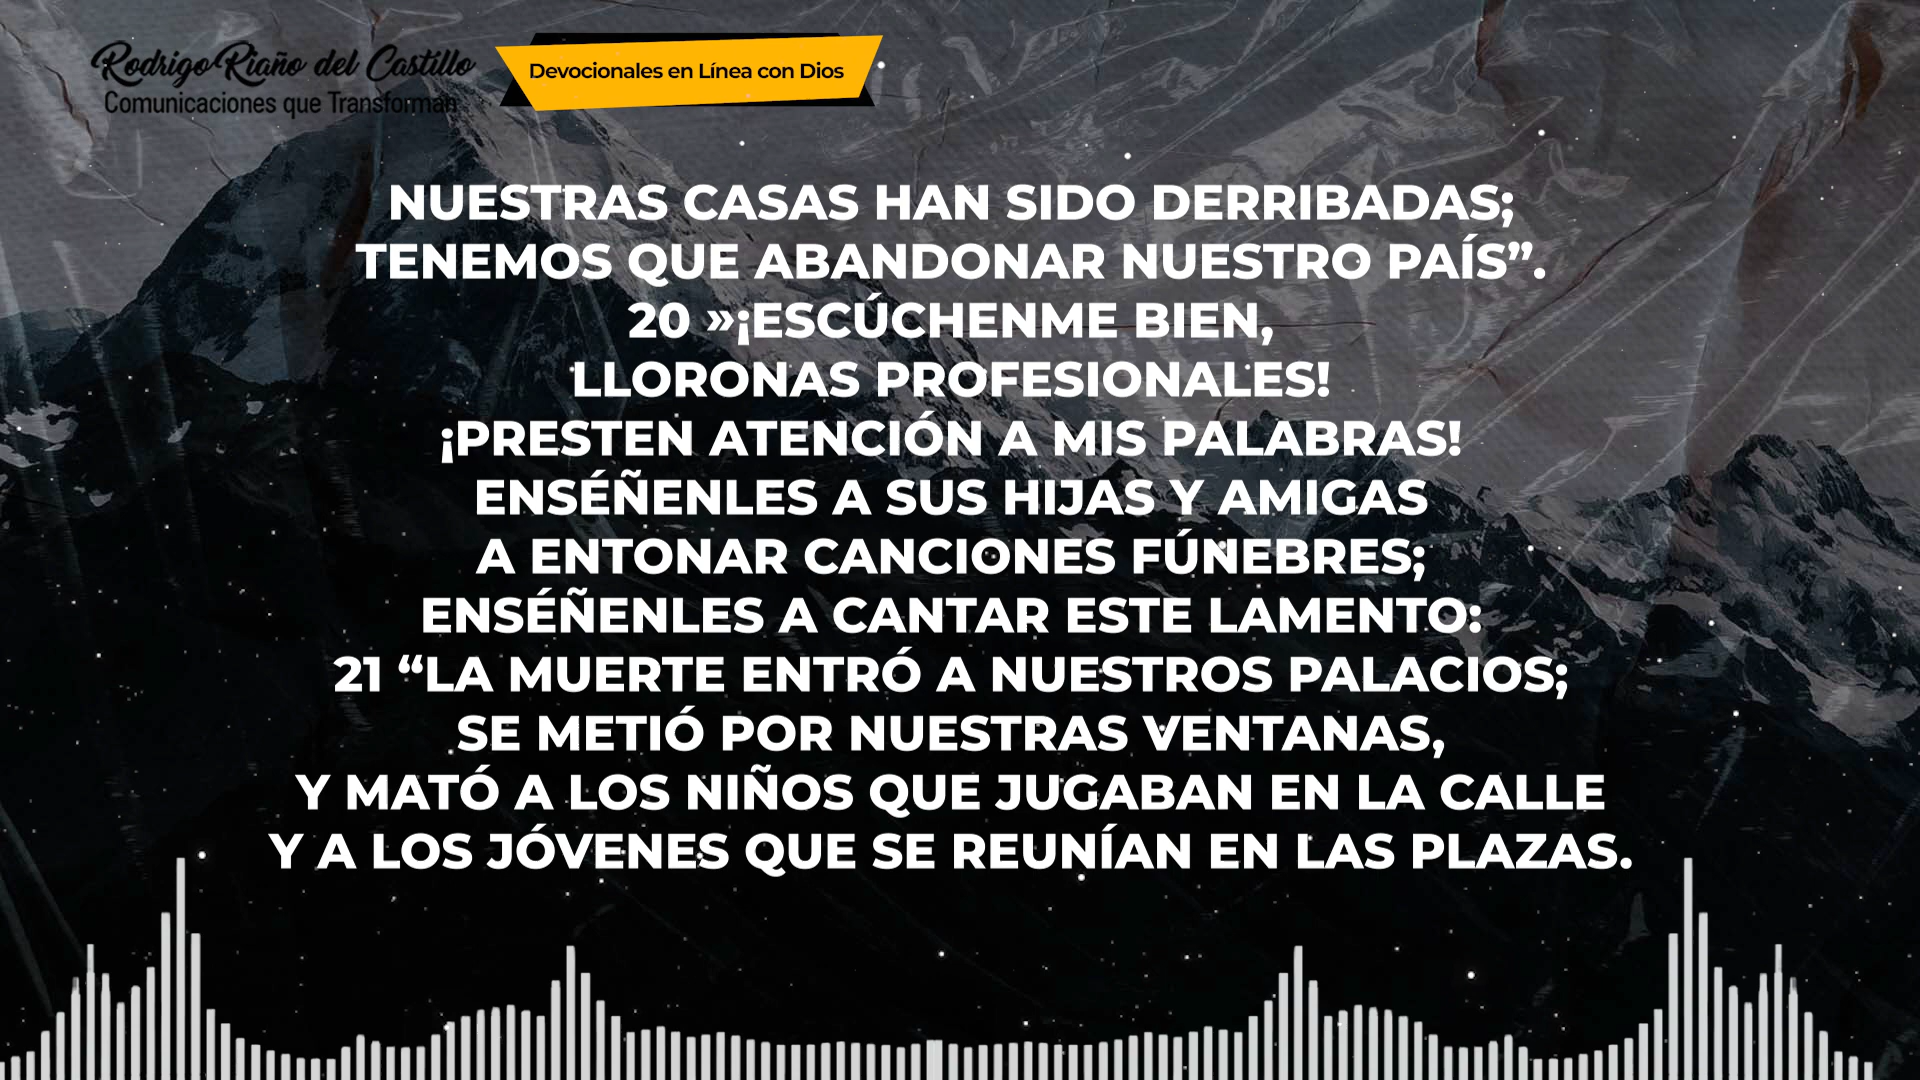 Rodrigo Riaño del Castillo
Comunicaciones que Transforman
Devocionales en Línea con Dios
NUESTRAS CASAS HAN SIDO DERRIBADAS;
TENEMOS QUE ABANDONAR NUESTRO PAÍS”.
20 »¡ESCÚCHENME BIEN,
LLORONAS PROFESIONALES!
¡PRESTEN ATENCIÓN A MIS PALABRAS!
ENSÉÑENLES A SUS HIJAS Y AMIGAS
A ENTONAR CANCIONES FÚNEBRES;
ENSÉÑENLES A CANTAR ESTE LAMENTO:
21 “LA MUERTE ENTRÓ A NUESTROS PALACIOS;
SE METIÓ POR NUESTRAS VENTANAS,
Y MATÓ A LOS NIÑOS QUE JUGABAN EN LA CALLE
Y A LOS JÓVENES QUE SE REUNÍAN EN LAS PLAZAS.